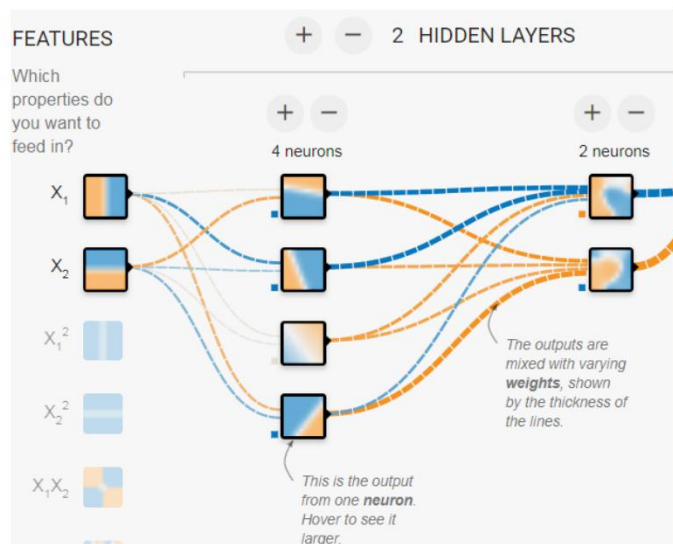 FEATURES
Which
properties do
you want to
feed in?
+ − 2 HIDDEN LAYERS
+ −
4 neurons
+ −
2 neurons
X₁
X₂
X₁²
X₂²
X₁X₂
The outputs are
mixed with varying
weights, shown
by the thickness of
the lines.
This is the output
from one neuron.
Hover to see it
larger.